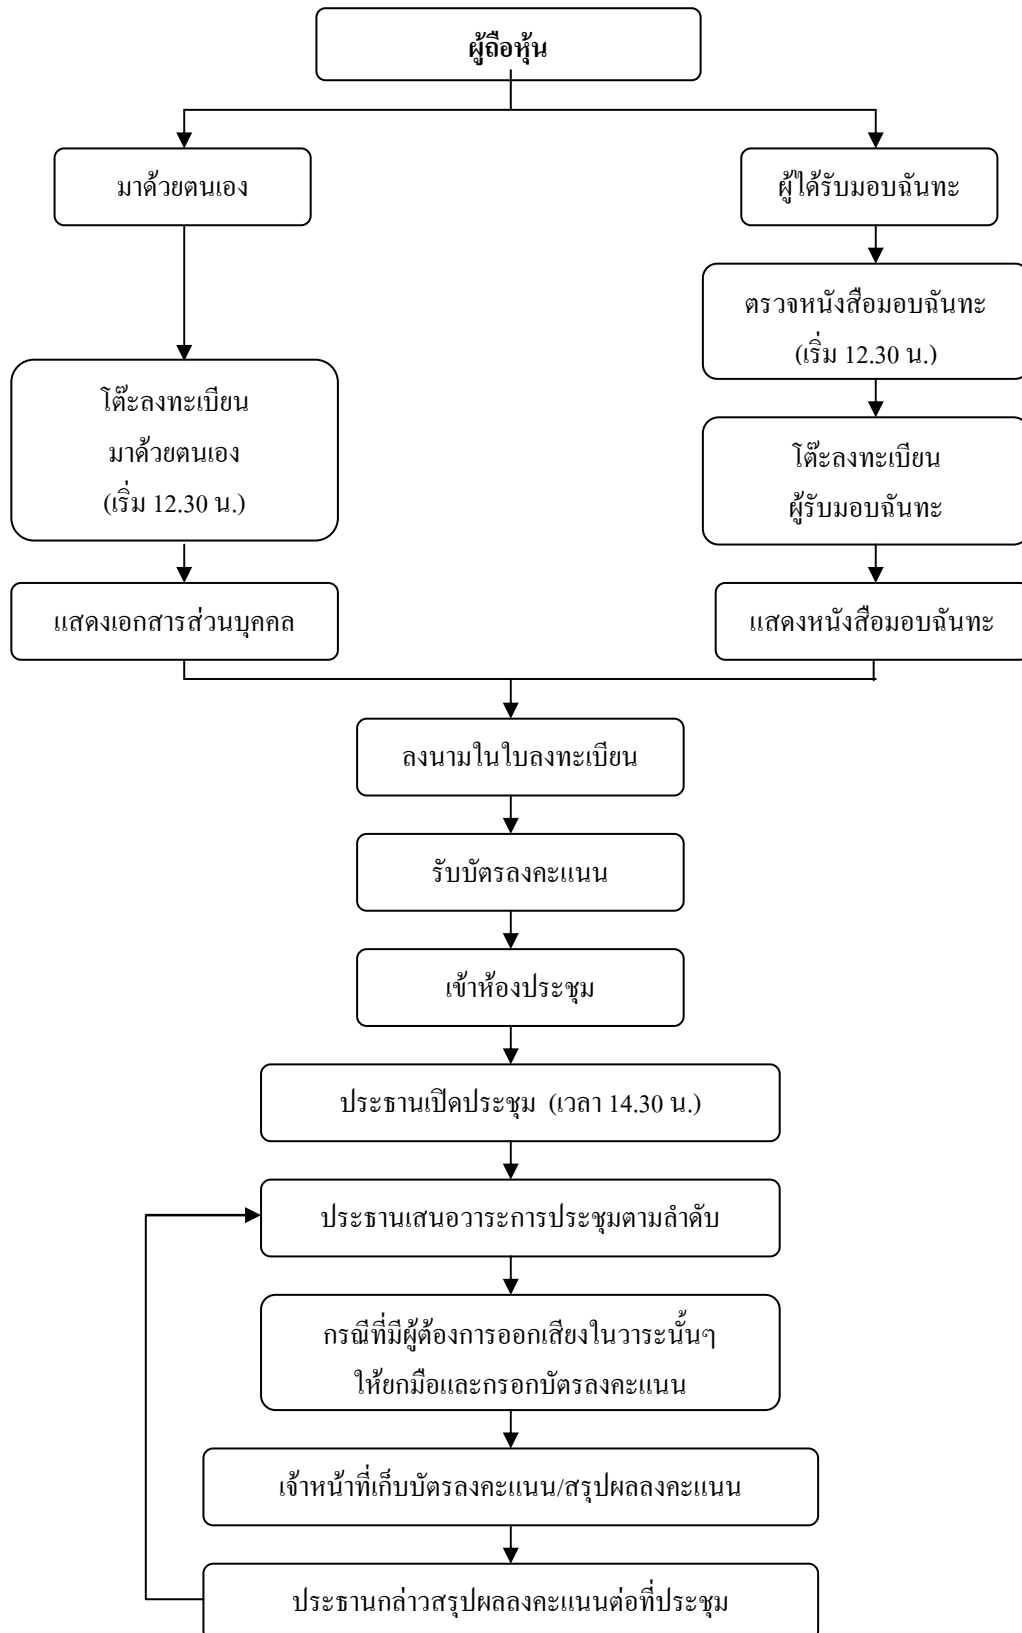 ผู้ถือหุ้น
มาด้วยตนเอง
ผู้ได้รับมอบฉันทะ
ตรวจหนังสือมอบฉันทะ
(เริ่ม 12.30 น.)
โต๊ะลงทะเบียน
มาด้วยตนเอง
(เริ่ม 12.30 น.)
โต๊ะลงทะเบียน
ผู้รับมอบฉันทะ
แสดงเอกสารส่วนบุคคล
แสดงหนังสือมอบฉันทะ
ลงนามในใบลงทะเบียน
รับบัตรลงคะแนน
เข้าห้องประชุม
ประธานเปิดประชุม (เวลา 14.30 น.)
ประธานเสนอวาระการประชุมตามลำดับ
กรณีที่มีผู้ต้องการออกเสียงในวาระนั้นๆ
ให้ยกมือและกรอกบัตรลงคะแนน
เจ้าหน้าที่เก็บบัตรลงคะแนน/สรุปผลลงคะแนน
ประธานกล่าวสรุปผลลงคะแนนต่อที่ประชุม